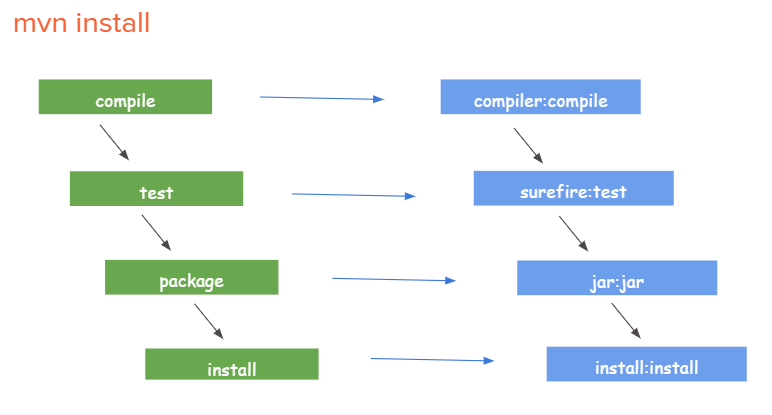 mvn install
compile
compiler:compile
test
surefire:test
package
jar:jar
install
install:install